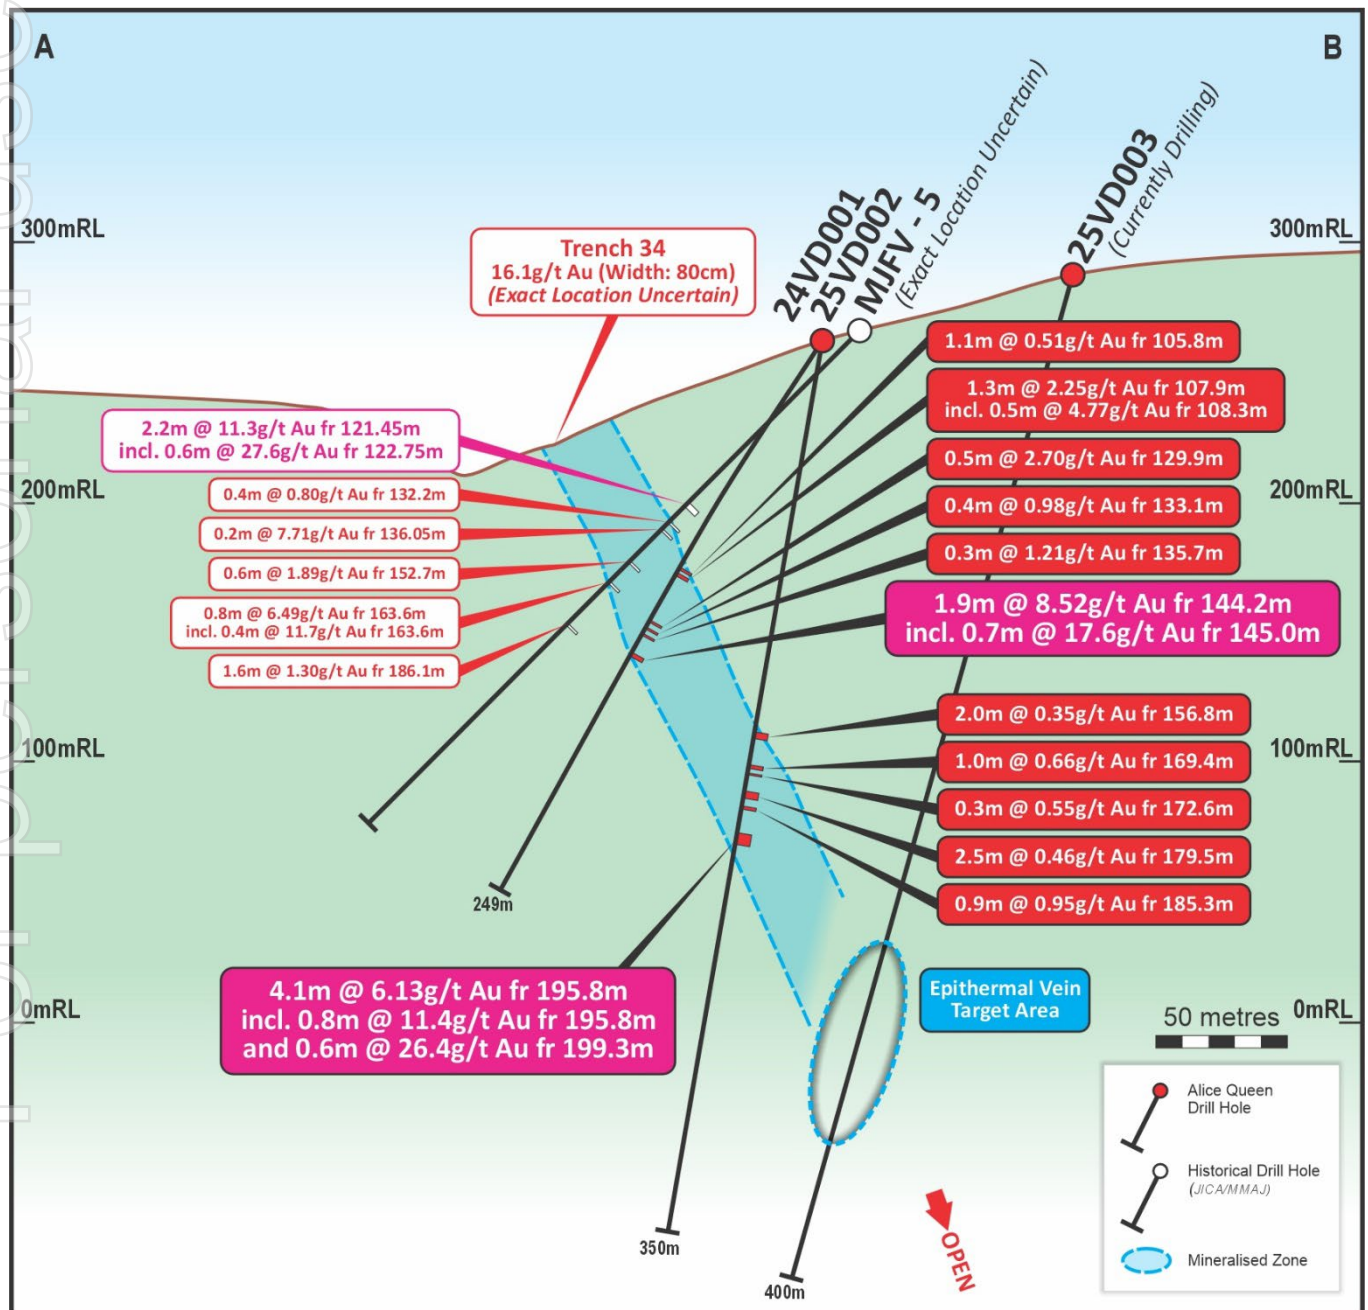 A
B
300mRL
300mRL
200mRL
200mRL
100mRL
100mRL
0mRL
0mRL
24VD001
25VD002
MJFV - 5
(Exact Location Uncertain)
25VD003
(Currently Drilling)
Trench 34
16.1g/t Au (Width: 80cm)
(Exact Location Uncertain)
2.2m @ 11.3g/t Au fr 121.45m
incl. 0.6m @ 27.6g/t Au fr 122.75m
0.4m @ 0.80g/t Au fr 132.2m
0.2m @ 7.71g/t Au fr 136.05m
0.6m @ 1.89g/t Au fr 152.7m
0.8m @ 6.49g/t Au fr 163.6m
incl. 0.4m @ 11.7g/t Au fr 163.6m
1.6m @ 1.30g/t Au fr 186.1m
1.1m @ 0.51g/t Au fr 105.8m
1.3m @ 2.25g/t Au fr 107.9m
incl. 0.5m @ 4.77g/t Au fr 108.3m
0.5m @ 2.70g/t Au fr 129.9m
0.4m @ 0.98g/t Au fr 133.1m
0.3m @ 1.21g/t Au fr 135.7m
1.9m @ 8.52g/t Au fr 144.2m
incl. 0.7m @ 17.6g/t Au fr 145.0m
2.0m @ 0.35g/t Au fr 156.8m
1.0m @ 0.66g/t Au fr 169.4m
0.3m @ 0.55g/t Au fr 172.6m
2.5m @ 0.46g/t Au fr 179.5m
0.9m @ 0.95g/t Au fr 185.3m
249m
4.1m @ 6.13g/t Au fr 195.8m
incl. 0.8m @ 11.4g/t Au fr 195.8m
and 0.6m @ 26.4g/t Au fr 199.3m
Epithermal Vein
Target Area
350m
400m
OPEN
50 metres
Alice Queen
Drill Hole
Historical Drill Hole
(JICA/MMAJ)
Mineralised Zone